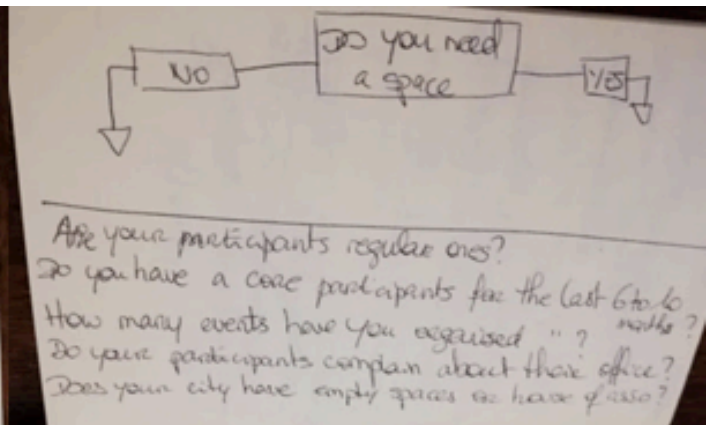 Do you need
a space
NO
YES
Are your participants regular ones?
Do you have a core participants for the last 6 to 10
months?
How many events have you organised " ?
Do your participants complain about their office?
Does your city have empty spaces or house of asso?